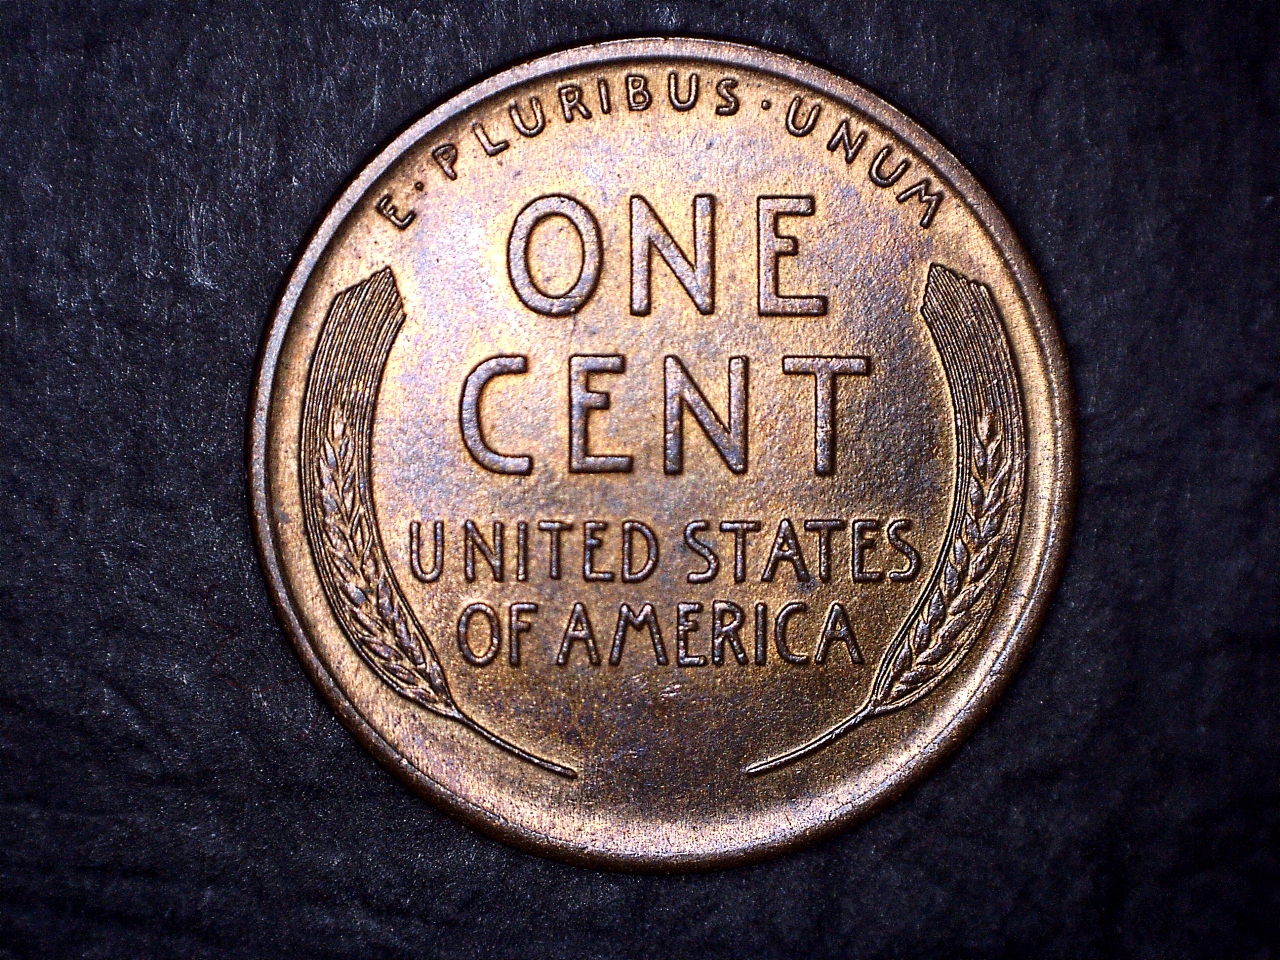 E·PLURIBUS·UNUM
ONE
CENT
UNITED STATES
OF AMERICA